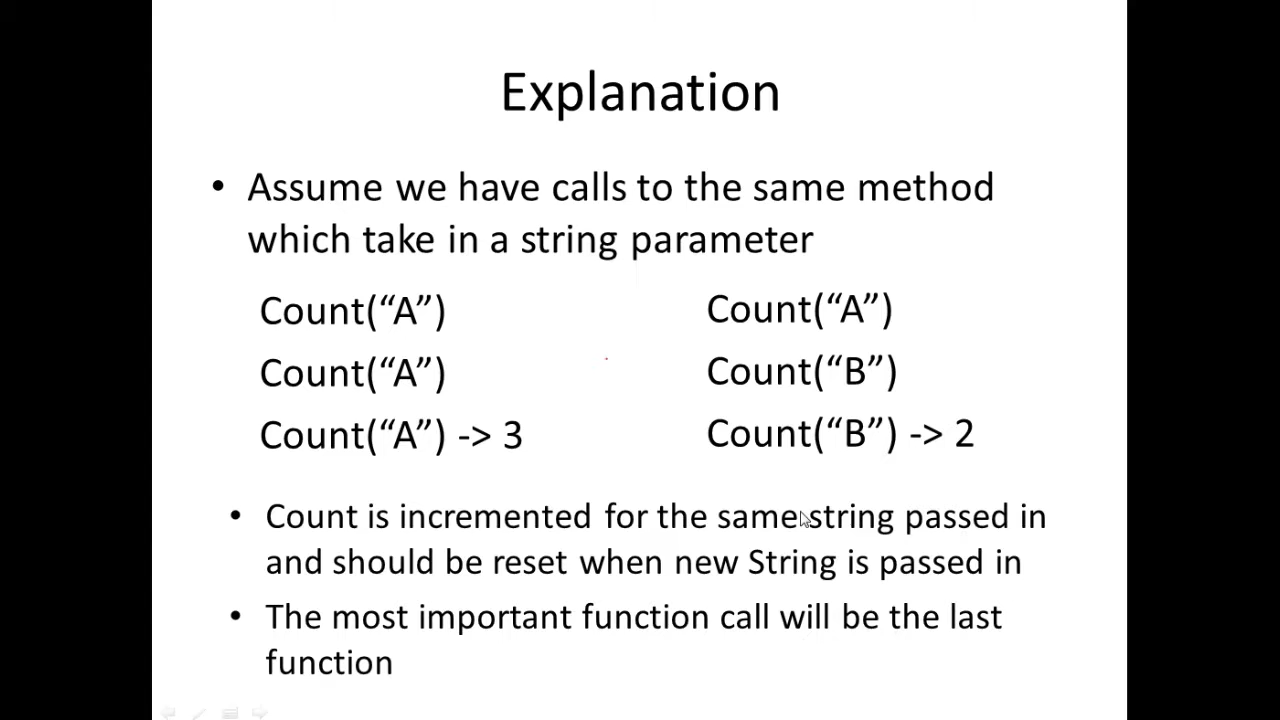 Explanation
• Assume we have calls to the same method
which take in a string parameter
Count(“A”)
Count(“A”)
Count(“A”) -> 3
Count(“A”)
Count(“B”)
Count(“B”) -> 2
• Count is incremented for the same string passed in
and should be reset when new String is passed in
• The most important function call will be the last
function